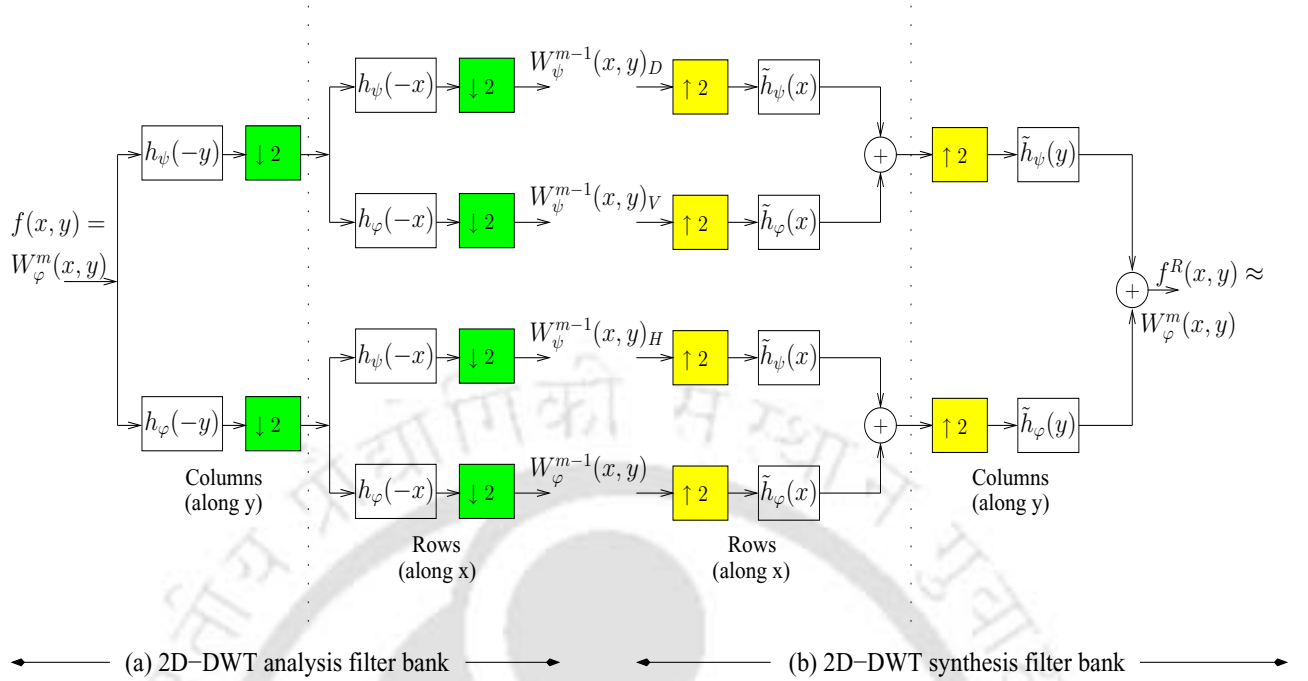 h_ψ(−x) ↓ 2 W_ψ^{m−1}(x, y)_D ↑ 2 h̃_ψ(x)
h_ψ(−y) ↓ 2 + ↑ 2 h̃_ψ(y)
h_φ(−x) ↓ 2 W_ψ^{m−1}(x, y)_V ↑ 2 h̃_φ(x)
f(x, y) =
W_φ^m(x, y)
+ f^R(x, y) ≈
W_φ^m(x, y)
h_ψ(−x) ↓ 2 W_ψ^{m−1}(x, y)_H ↑ 2 h̃_ψ(x)
h_φ(−y) ↓ 2 + ↑ 2 h̃_φ(y)
Columns
(along y)
Columns
(along y)
h_φ(−x) ↓ 2 W_φ^{m−1}(x, y) ↑ 2 h̃_φ(x)
Rows
(along x)
Rows
(along x)
(a) 2D−DWT analysis filter bank
(b) 2D−DWT synthesis filter bank